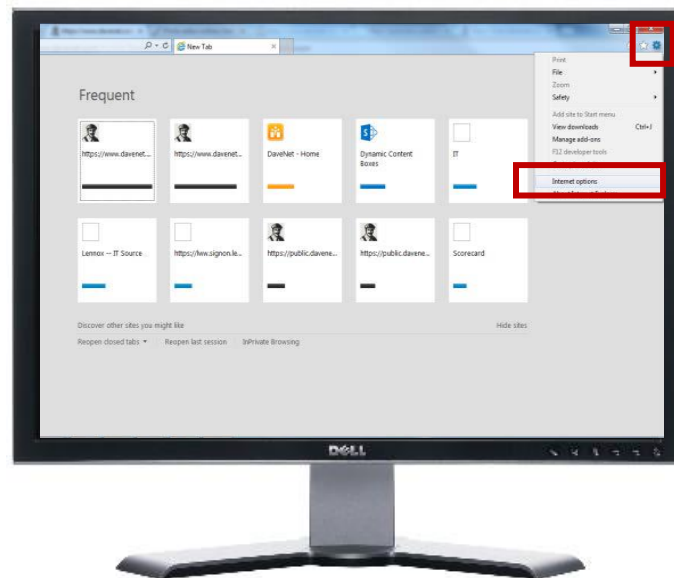 New Tab
Print
File
Zoom
Safety
Add site to Start menu
View downloads Ctrl+J
Manage add-ons
F12 developer tools
Internet options
Frequent
https://www.davenet...
https://www.davenet...
DaveNet - Home
Dynamic Content
Boxes
IT
Lennox -- IT Source
https://lww.signon.le...
https://public.davene...
https://public.davene...
Scorecard
Discover other sites you might like
Hide sites
Reopen closed tabs
Reopen last session
InPrivate Browsing
DELL